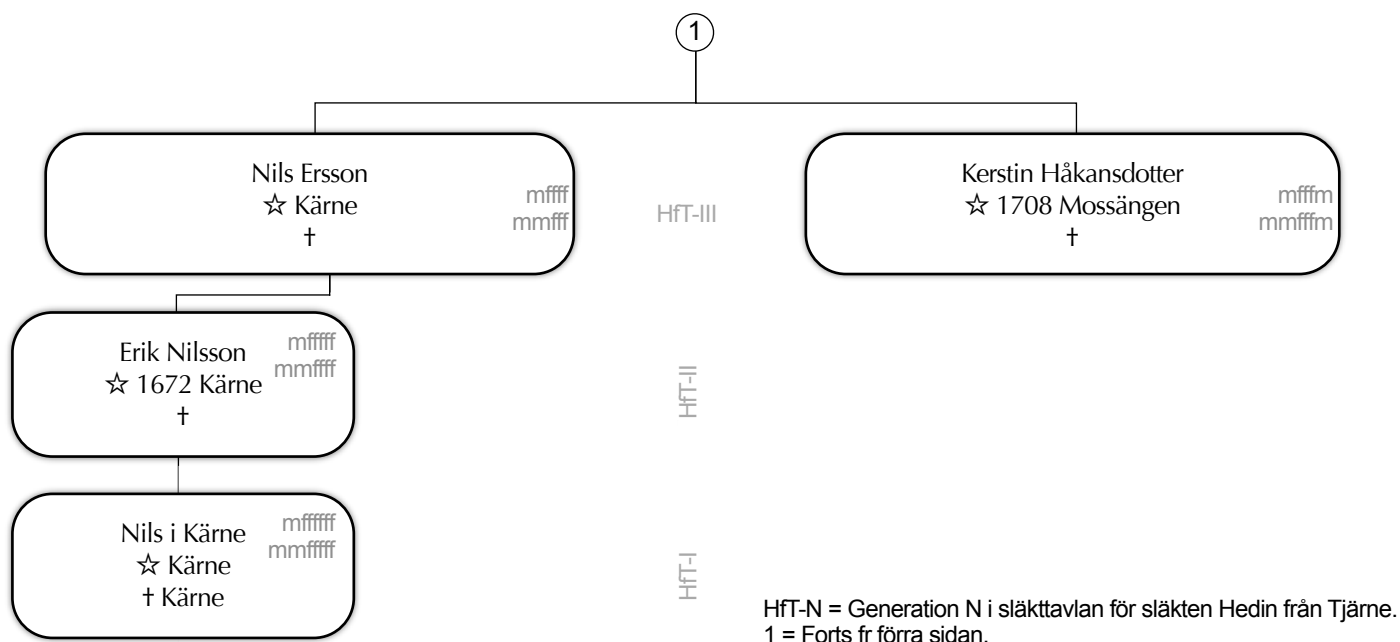 1
Nils Ersson
☆ Kärne
†
mffff
mmfff
HfT-III
Kerstin Håkansdotter
☆ 1708 Mossängen
†
mfffm
mmfffm
Erik Nilsson
☆ 1672 Kärne
†
mfffff
mmffff
HfT-II
Nils i Kärne
☆ Kärne
† Kärne
mffffff
mmfffff
HfT-I
HfT-N = Generation N i släkttavlan för släkten Hedin från Tjärne.
1 = Forts fr förra sidan.